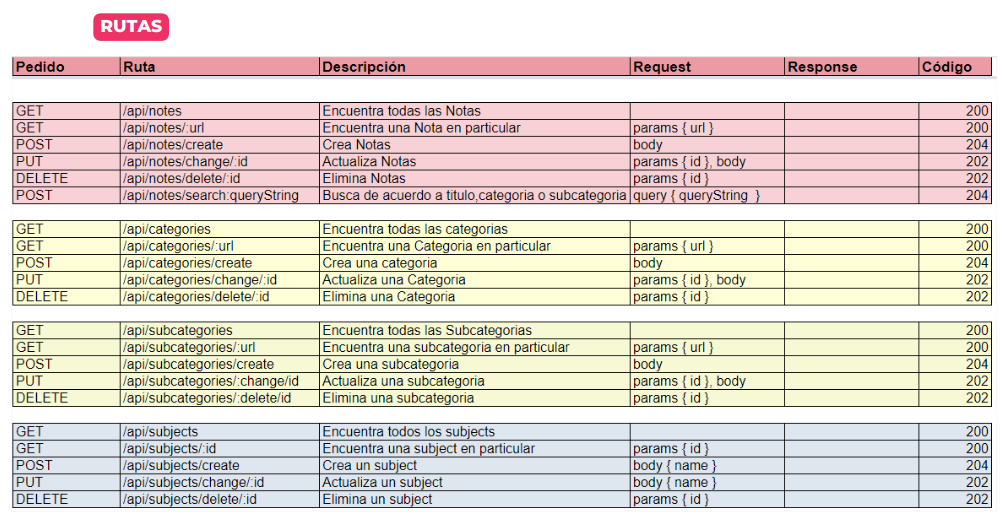 RUTAS
Pedido Ruta Descripción Request Response Código
GET /api/notes Encuentra todas las Notas 200
GET /api/notes/:url Encuentra una Nota en particular params { url } 200
POST /api/notes/create Crea Notas body 204
PUT /api/notes/change/:id Actualiza Notas params { id }, body 202
DELETE /api/notes/delete/:id Elimina Notas params { id } 202
POST /api/notes/search:queryString Busca de acuerdo a titulo,categoria o subcategoria query { queryString  } 204
GET /api/categories Encuentra todas las categorias 200
GET /api/categories/:url Encuentra una Categoria en particular params { url } 200
POST /api/categories/create Crea una categoria body 204
PUT /api/categories/change/:id Actualiza una Categoria params { id }, body 202
DELETE /api/categories/delete/:id Elimina una Categoria params { id } 202
GET /api/subcategories Encuentra todas las Subcategorias 200
GET /api/subcategories/:url Encuentra una subcategoria en particular params { url } 200
POST /api/subcategories/create Crea una subcategoria body 204
PUT /api/subcategories/:change/id Actualiza una subcategoria params { id }, body 202
DELETE /api/subcategories/:delete/id Elimina una subcategoria params { id } 202
GET /api/subjects Encuentra todos los subjects 200
GET /api/subjects/:id Encuentra una subject en particular params { id } 200
POST /api/subjects/create Crea un subject body { name } 204
PUT /api/subjects/change/:id Actualiza un subject body { name } 202
DELETE /api/subjects/delete/:id Elimina un subject params { id } 202